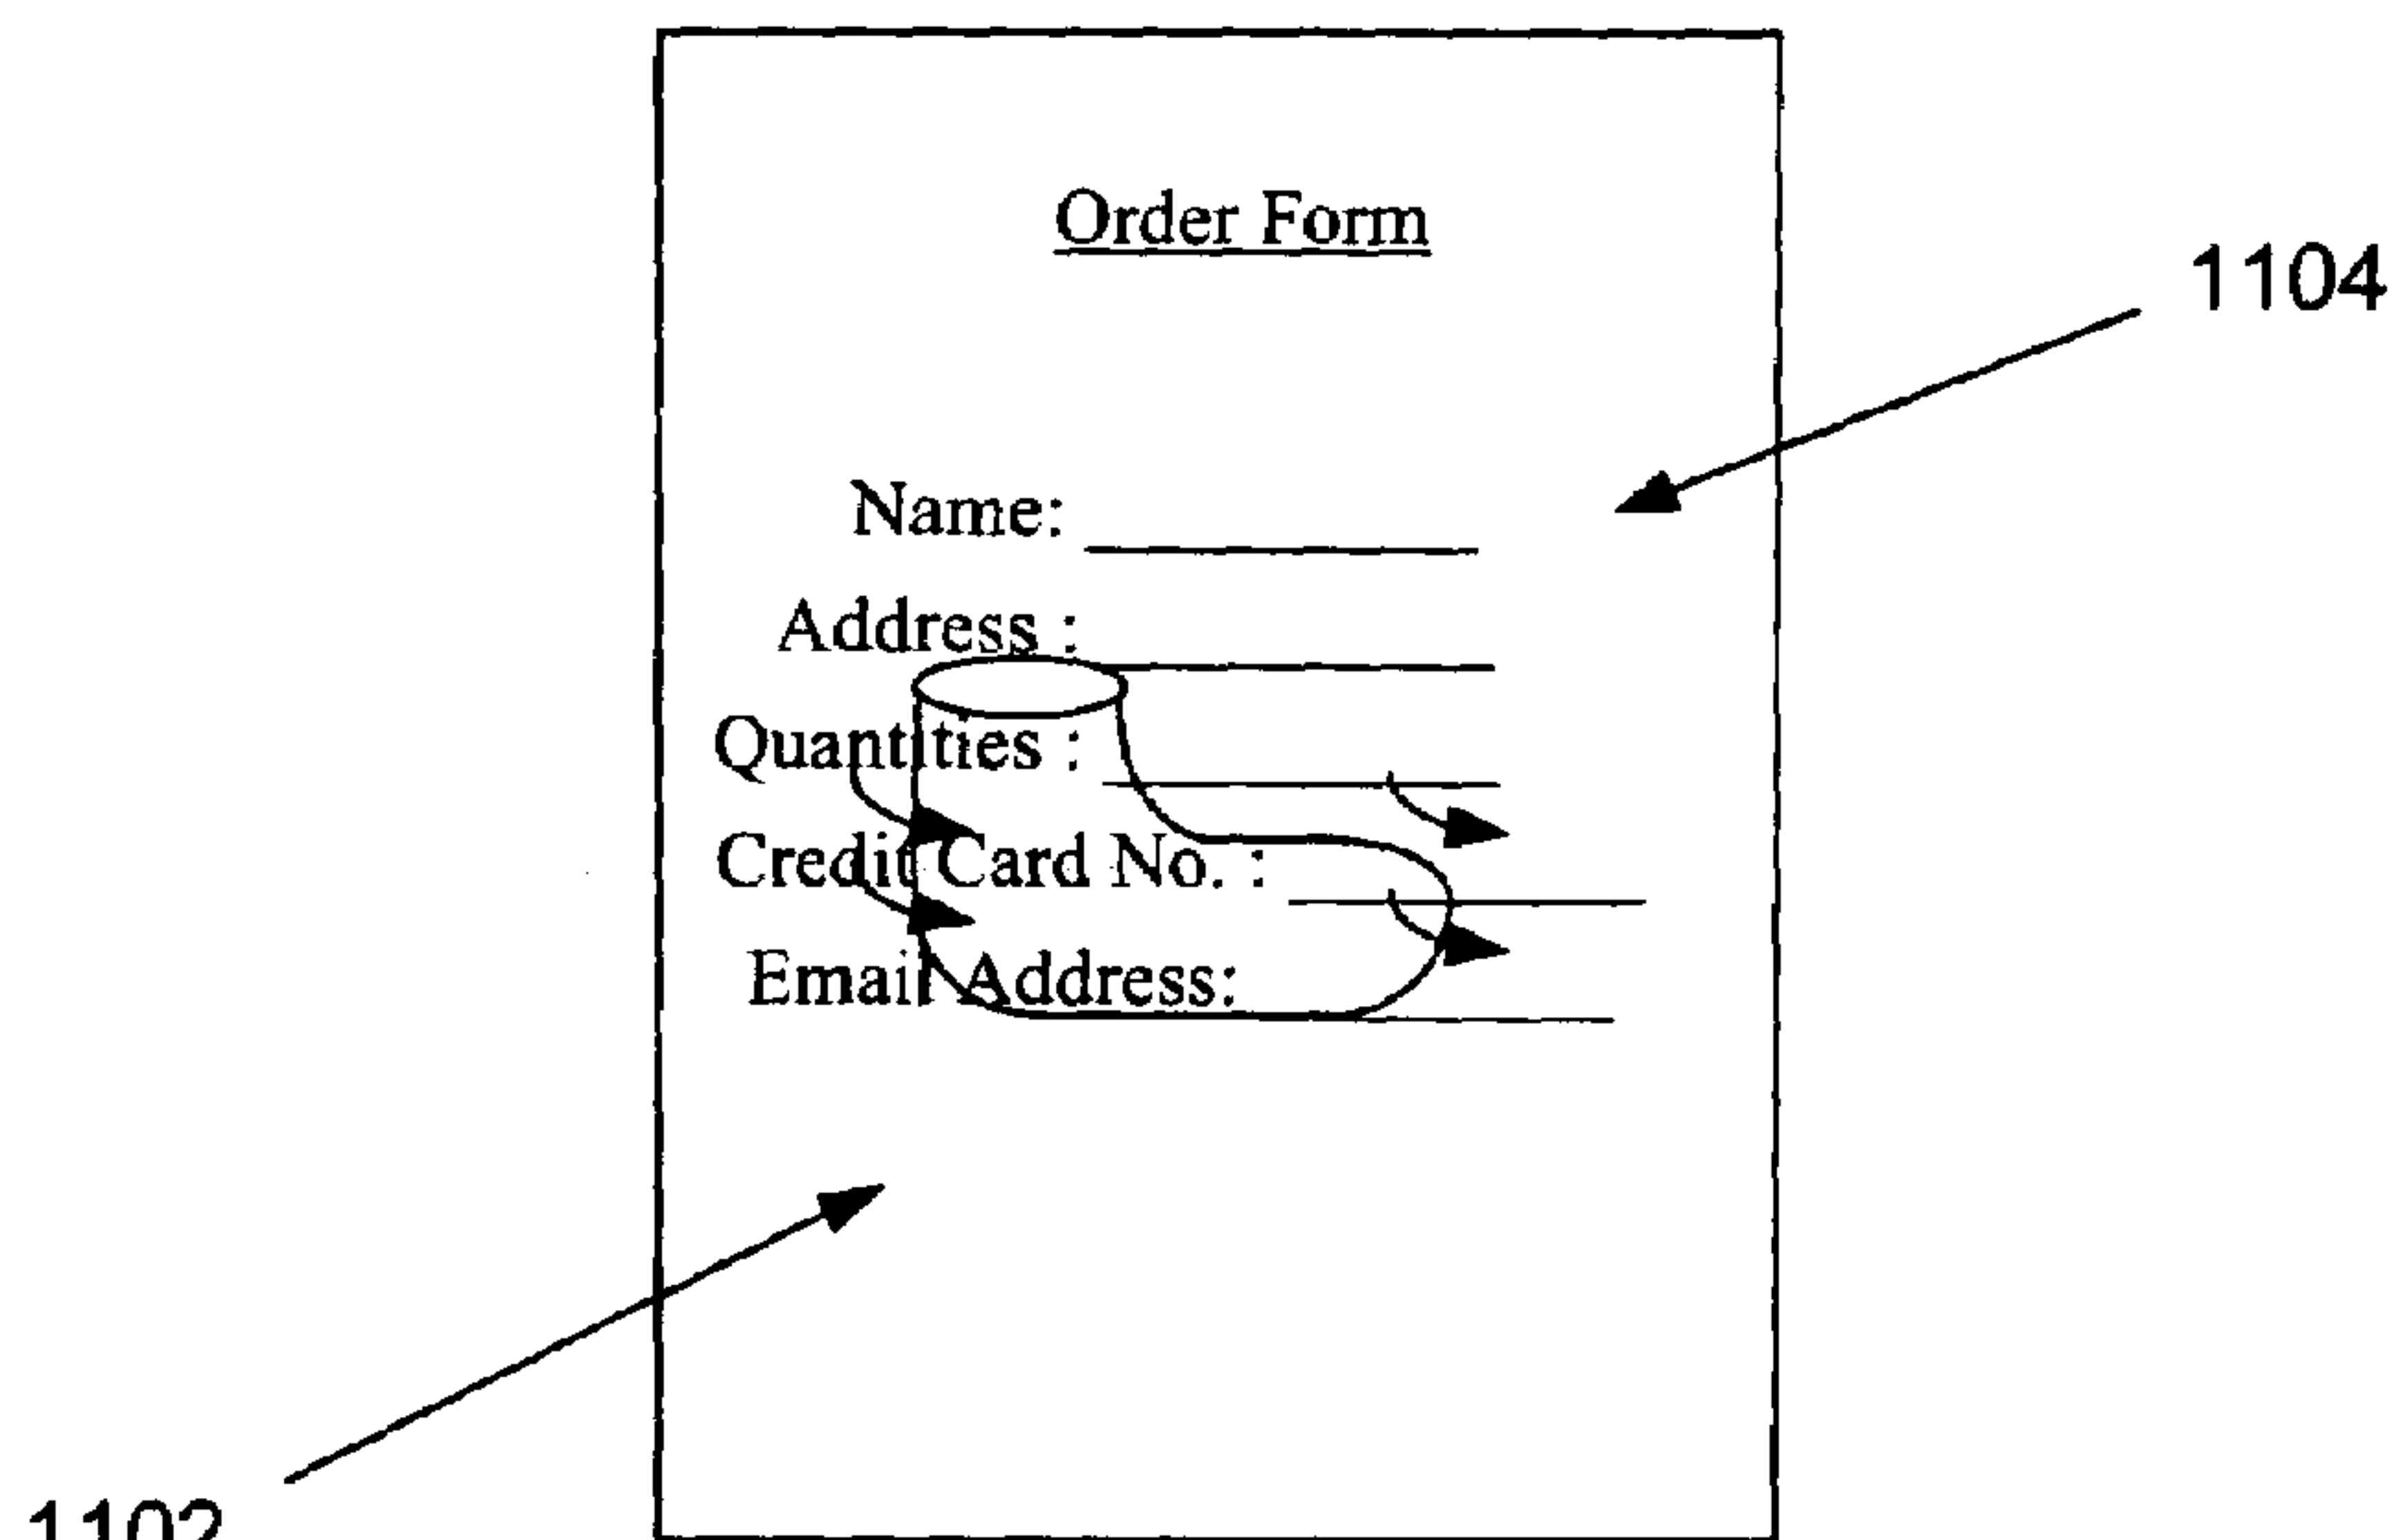 Order Form
1104
Name:
Address :
Quantities :
Credit Card No. :
Email Address:
1102